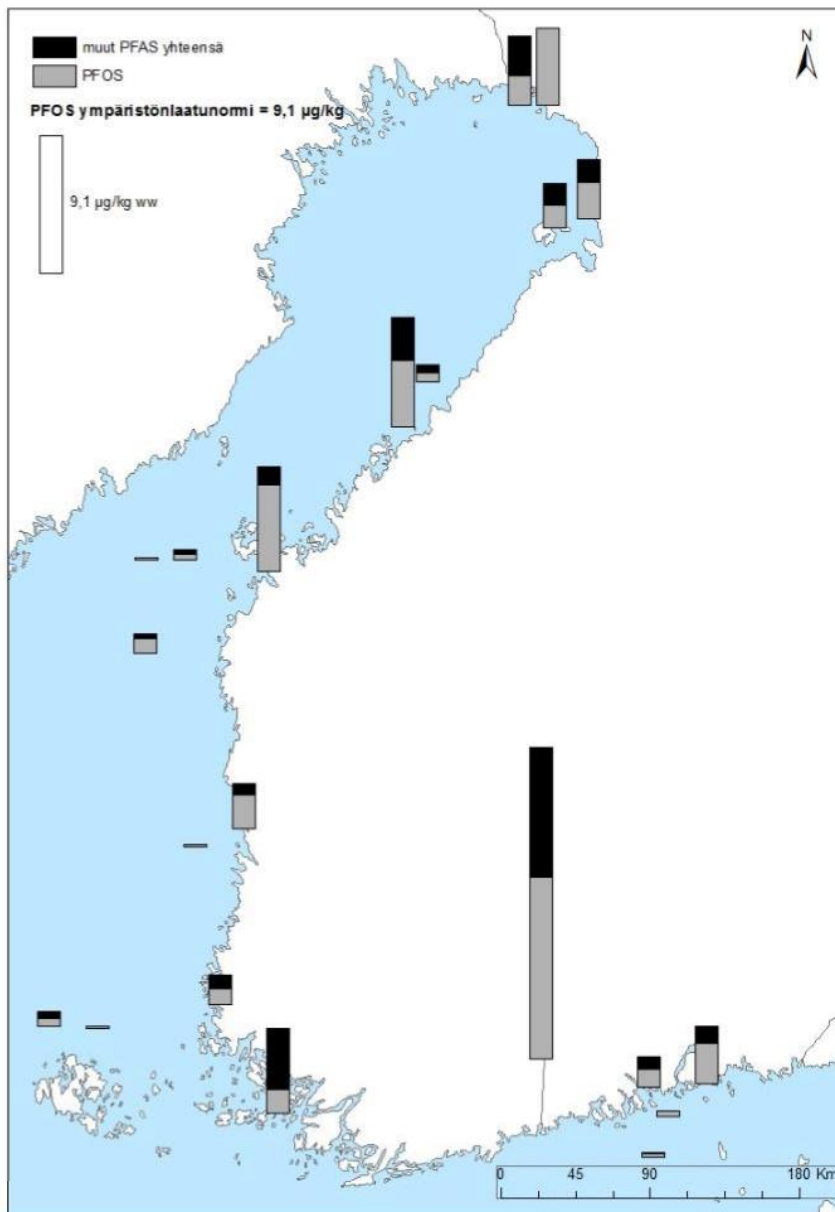 muut PFAS yhteensä
PFOS
PFOS ympäristönlaatunormi = 9,1 µg/kg
9,1 µg/kg ww
N
0 45 90 180 Km